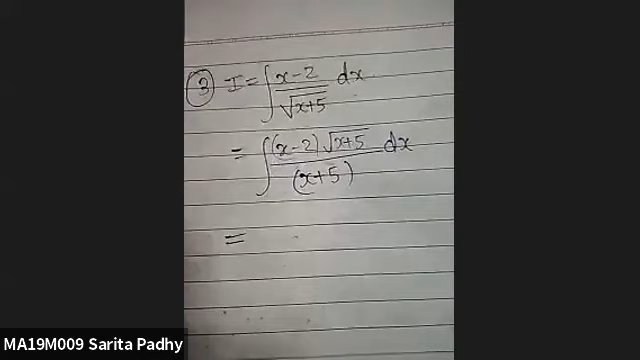 ③ I = ∫ x-2/√x+5 dx
= ∫ (x-2)√x+5/(x+5) dx
=
MA19M009 Sarita Padhy